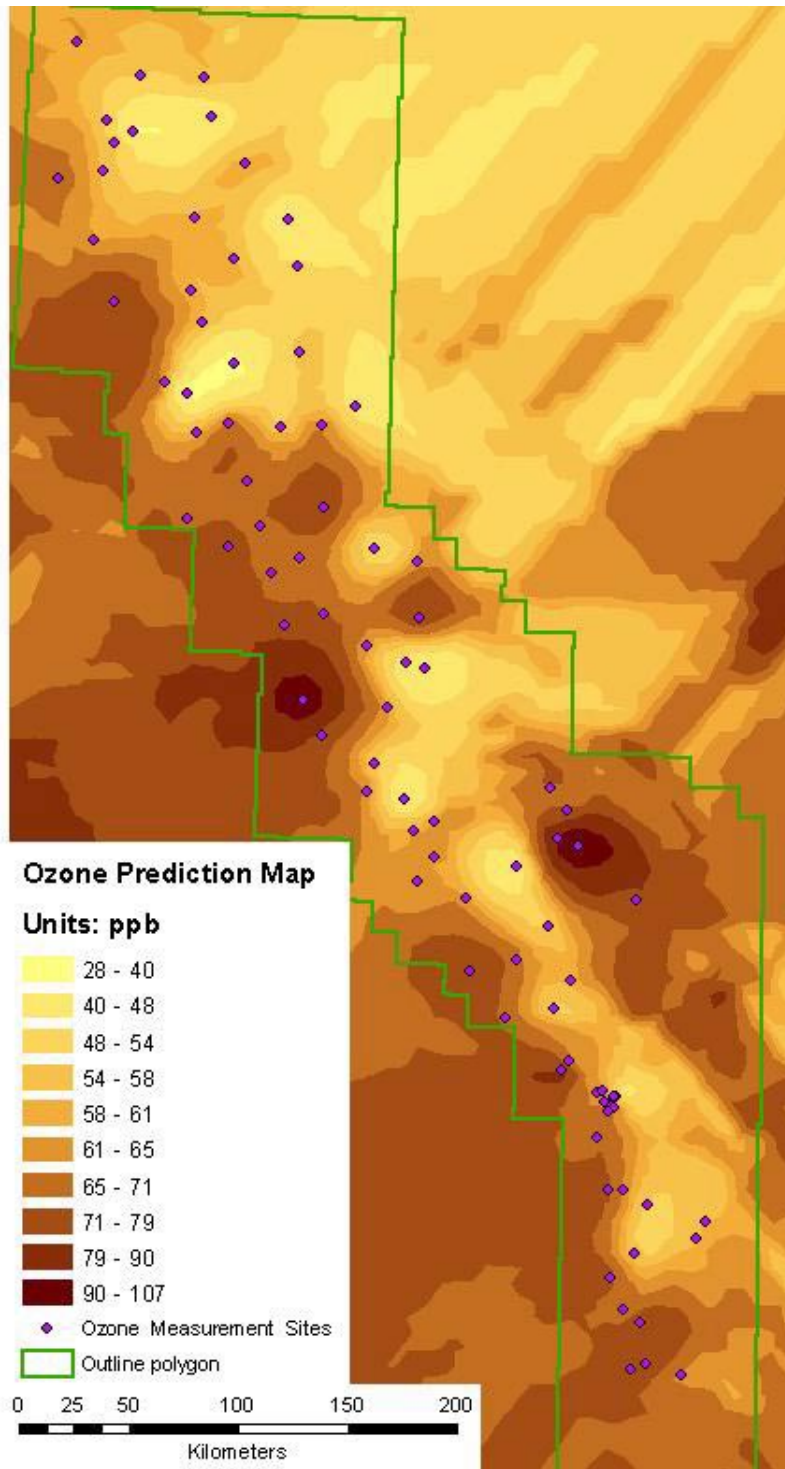 Ozone Prediction Map
Units: ppb
28 - 40
40 - 48
48 - 54
54 - 58
58 - 61
61 - 65
65 - 71
71 - 79
79 - 90
90 - 107
Ozone Measurement Sites
Outline polygon
0 25 50 100 150 200
Kilometers